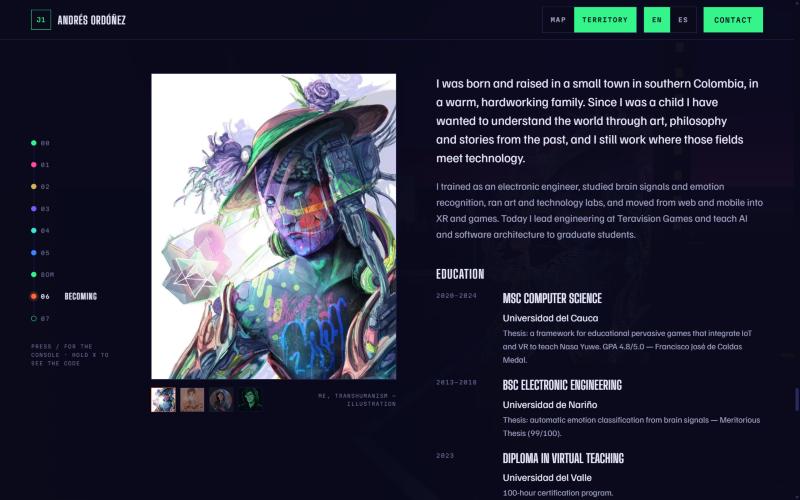 J1 ANDRÉS ORDÓÑEZ
MAP TERRITORY EN ES CONTACT
00
01
02
03
04
05
BOM
06 BECOMING
07
PRESS / FOR THE
CONSOLE · HOLD X TO
SEE THE CODE
ME, TRANSHUMANISM —
ILLUSTRATION
I was born and raised in a small town in southern Colombia, in
a warm, hardworking family. Since I was a child I have
wanted to understand the world through art, philosophy
and stories from the past, and I still work where those fields
meet technology.
I trained as an electronic engineer, studied brain signals and emotion
recognition, ran art and technology labs, and moved from web and mobile into
XR and games. Today I lead engineering at Teravision Games and teach AI
and software architecture to graduate students.
EDUCATION
2020–2024 MSC COMPUTER SCIENCE
Universidad del Cauca
Thesis: a framework for educational pervasive games that integrate IoT
and VR to teach Nasa Yuwe. GPA 4.8/5.0 — Francisco José de Caldas
Medal.
2013–2018 BSC ELECTRONIC ENGINEERING
Universidad de Nariño
Thesis: automatic emotion classification from brain signals — Meritorious
Thesis (99/100).
2023 DIPLOMA IN VIRTUAL TEACHING
Universidad del Valle
100-hour certification program.